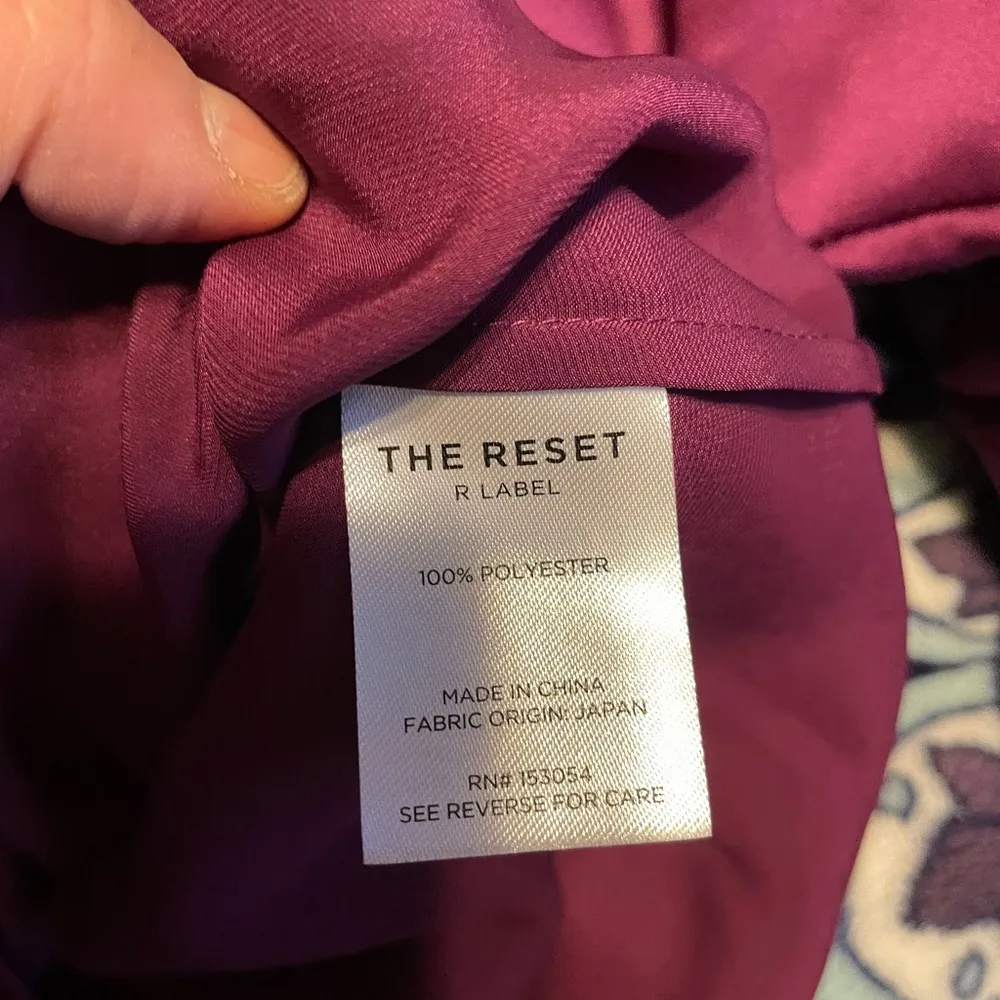 THE RESET
R LABEL
100% POLYESTER
MADE IN CHINA
FABRIC ORIGIN: JAPAN
RN# 153054
SEE REVERSE FOR CARE